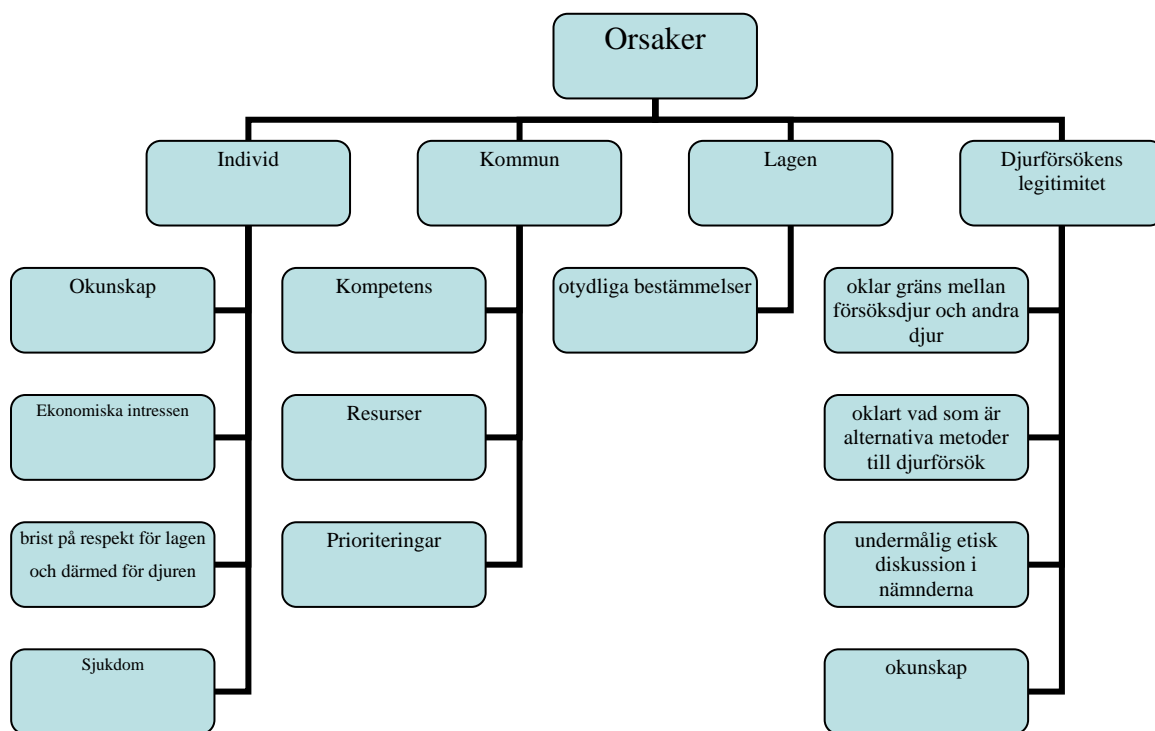 Orsaker
Individ
Kommun
Lagen
Djurförsökens
legitimitet
Okunskap
Kompetens
otydliga bestämmelser
oklar gräns mellan
försöksdjur och andra
djur
Ekonomiska intressen
Resurser
oklart vad som är
alternativa metoder
till djurförsök
brist på respekt för lagen
och därmed för djuren
Prioriteringar
undermålig etisk
diskussion i
nämnderna
Sjukdom
okunskap